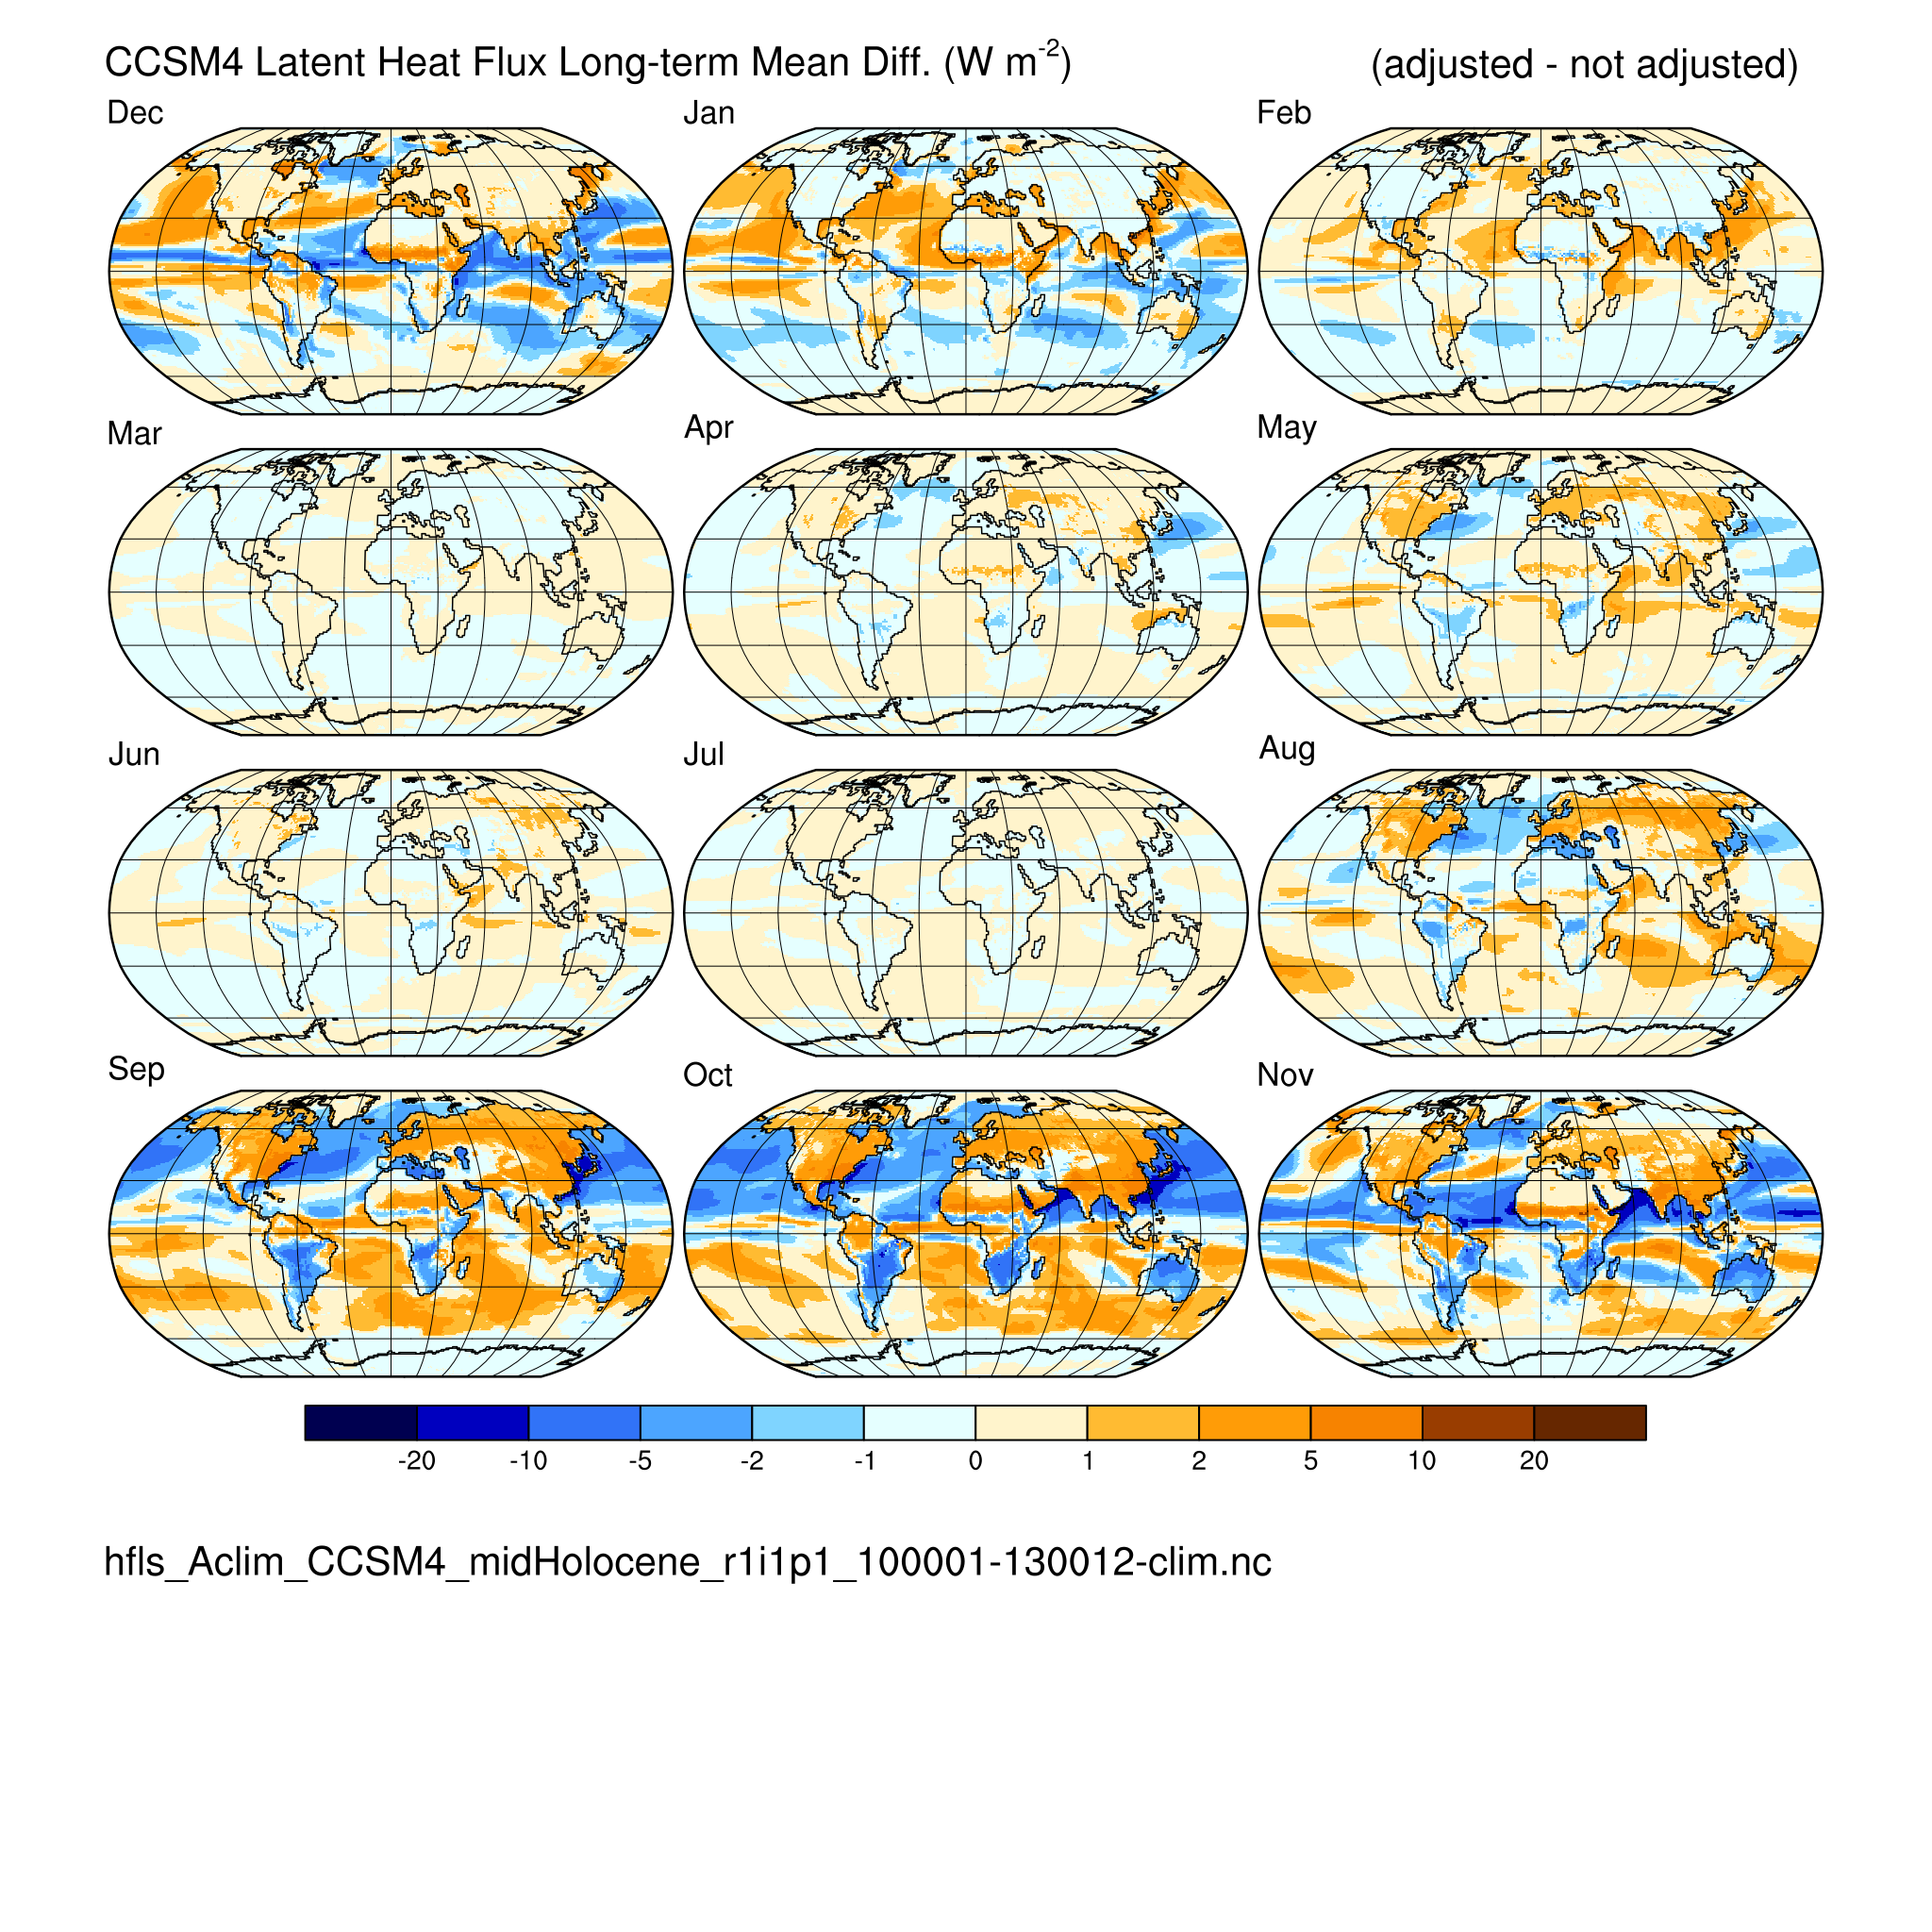 CCSM4 Latent Heat Flux Long-term Mean Diff. (W m-2) (adjusted - not adjusted)
Dec Jan Feb
Mar Apr May
Jun Jul Aug
Sep Oct Nov
-20 -10 -5 -2 -1 0 1 2 5 10 20
hfls_Aclim_CCSM4_midHolocene_r1i1p1_100001-130012-clim.nc